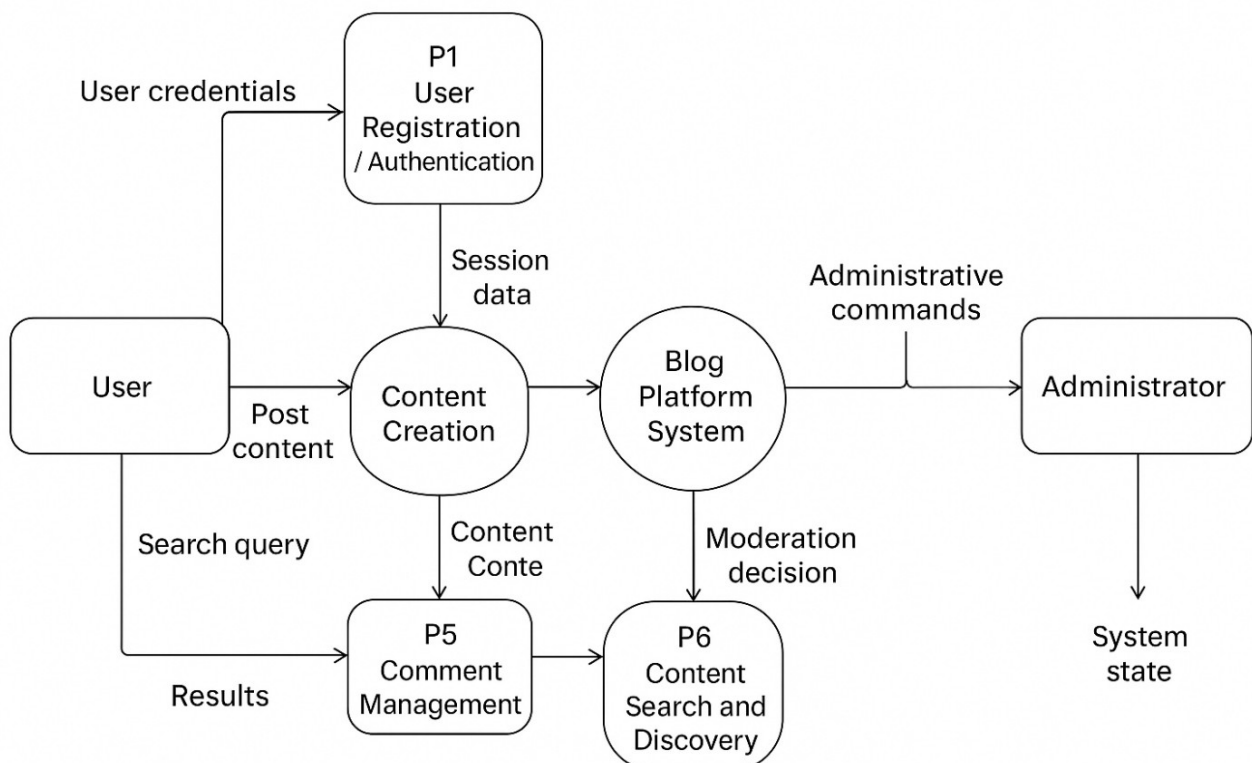 P1
User
Registration
/ Authentication
User credentials
Session
data
Administrative
commands
User
Post
content
Content
Creation
Blog
Platform
System
Administrator
Search query
Content
Conte
Moderation
decision
System
state
Results
P5
Comment
Management
P6
Content
Search and
Discovery